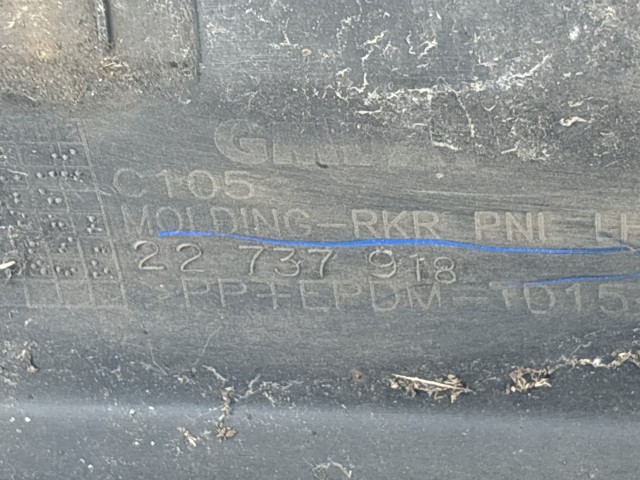 C105
MOLDING-RKR PNL LH
22 737 918
>PP+EPDM-TD15